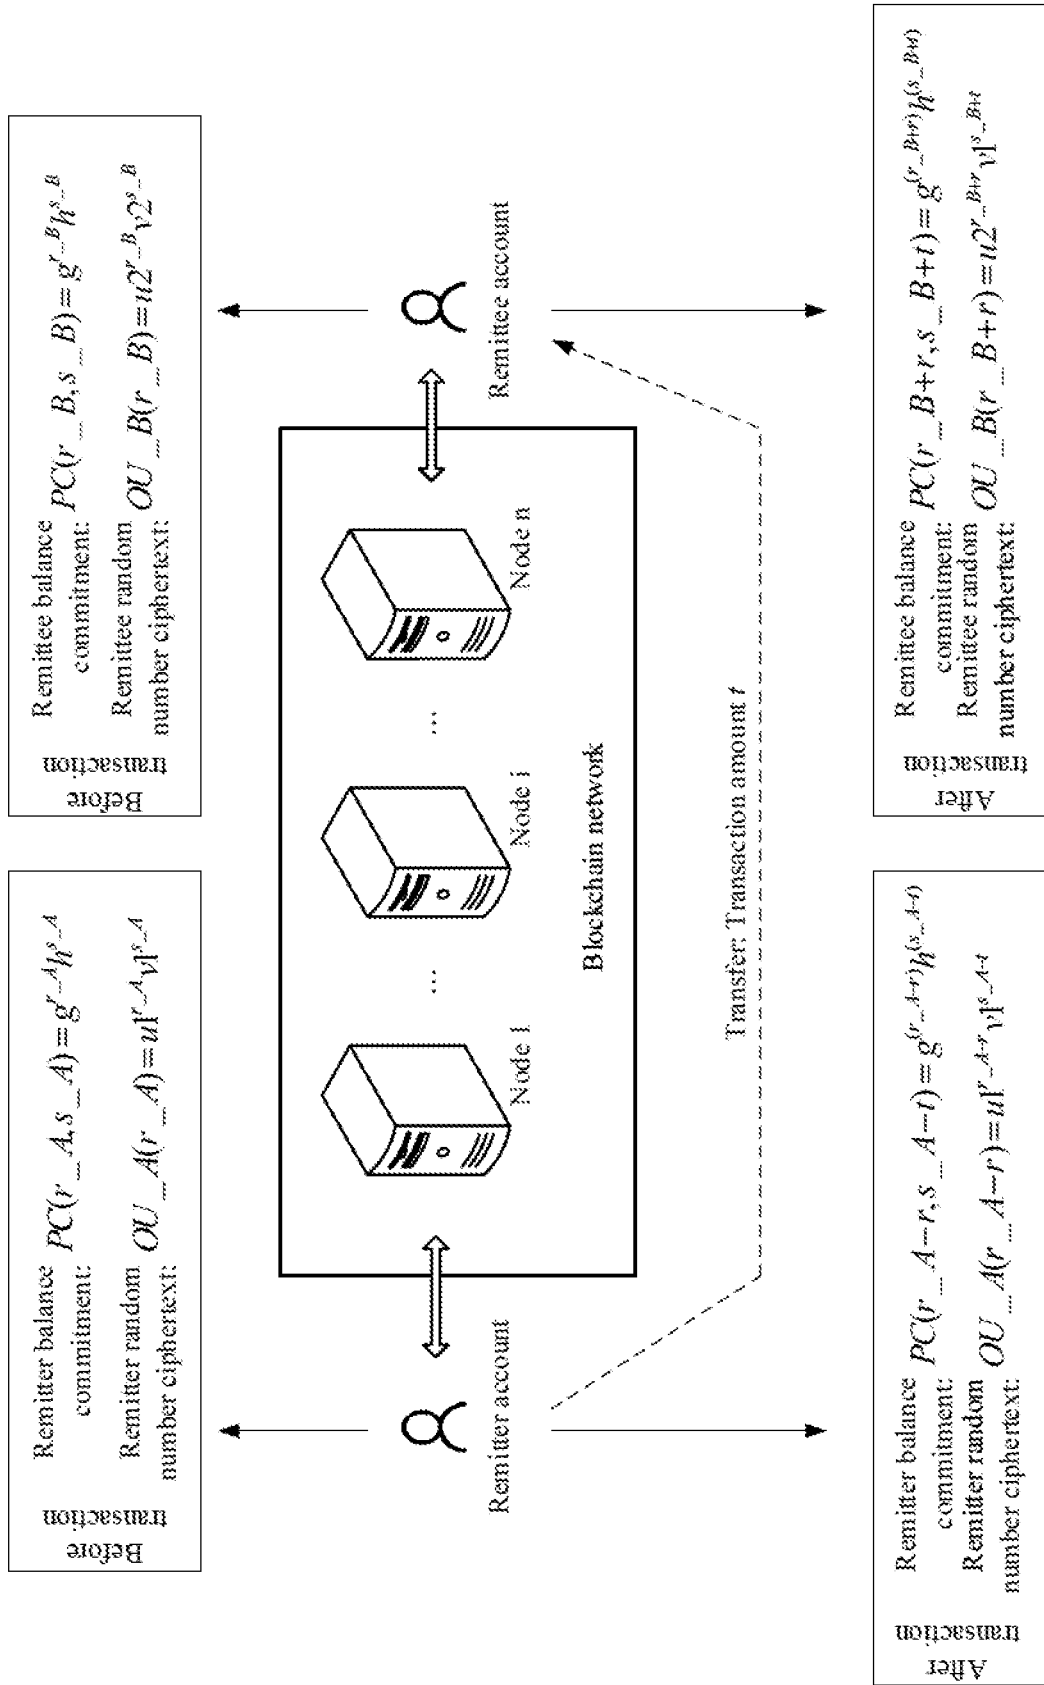 Before
transaction
Remitter balance
commitment:
PC(r_A,s_A)=g^{r_A}h^{s_A}
Remitter random
number ciphertext:
OU_A(r_A)=u1^{r_A}v1^{s_A}
Before
transaction
Remittee balance
commitment:
PC(r_B,s_B)=g^{r_B}h^{s_B}
Remittee random
number ciphertext:
OU_B(r_B)=u2^{r_B}v2^{s_B}
Remitter account
Node 1
...
Node i
...
Node n
Blockchain network
Remittee account
Transfer: Transaction amount t
After
transaction
Remitter balance
commitment:
PC(r_A−r,s_A−t)=g^{(r_A−r)}h^{(s_A−t)}
Remitter random
number ciphertext:
OU_A(r_A−r)=u1^{r_A−r}v1^{s_A−t}
After
transaction
Remittee balance
commitment:
PC(r_B+r,s_B+t)=g^{(r_B+r)}h^{(s_B+t)}
Remittee random
number ciphertext:
OU_B(r_B+r)=u2^{r_B+r}v1^{s_B+t}